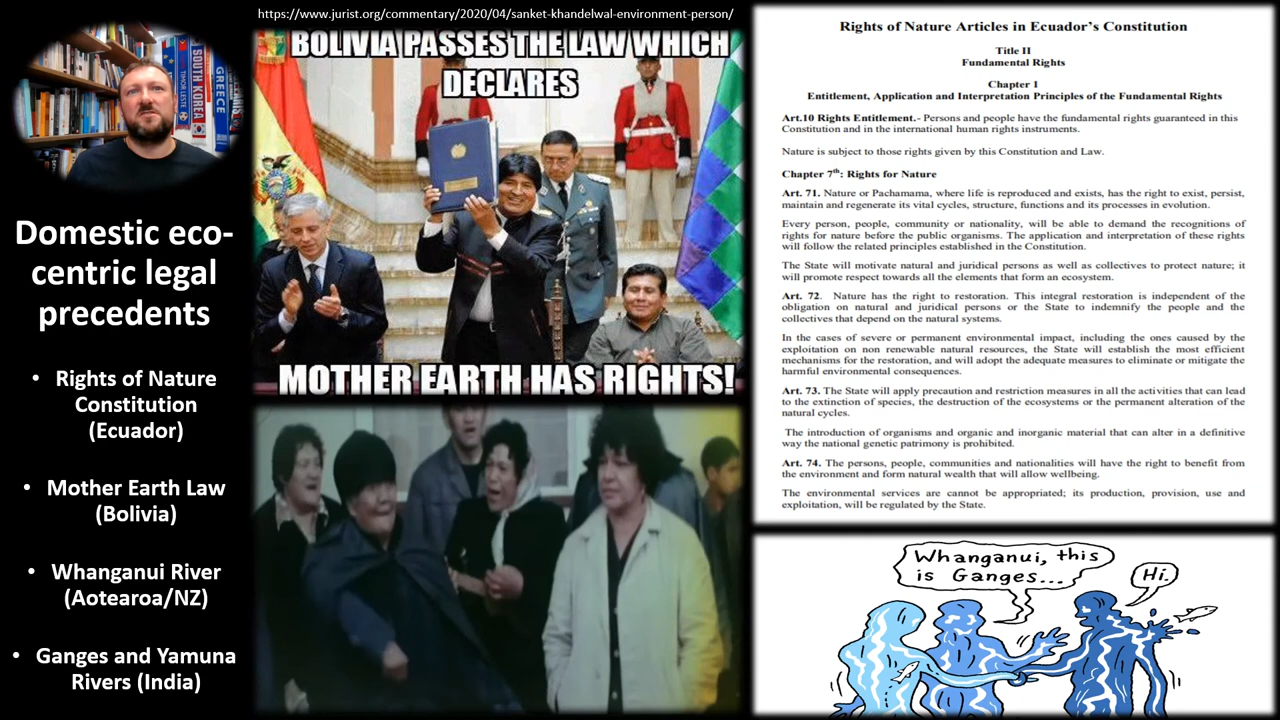 https://www.jurist.org/commentary/2020/04/sanket-khandelwal-environment-person/
SOUTH KOREA
TIMOR-LESTE
GREECE
Domestic eco-
centric legal
precedents
• Rights of Nature
Constitution
(Ecuador)
• Mother Earth Law
(Bolivia)
• Whanganui River
(Aotearoa/NZ)
• Ganges and Yamuna
Rivers (India)
BOLIVIA PASSES THE LAW WHICH
DECLARES
MOTHER EARTH HAS RIGHTS!
Rights of Nature Articles in Ecuador's Constitution
Title II
Fundamental Rights
Chapter 1
Entitlement, Application and Interpretation Principles of the Fundamental Rights
Art.10 Rights Entitlement.- Persons and people have the fundamental rights guaranteed in this
Constitution and in the international human rights instruments.
Nature is subject to those rights given by this Constitution and Law.
Chapter 7th: Rights for Nature
Art. 71. Nature or Pachamama, where life is reproduced and exists, has the right to exist, persist,
maintain and regenerate its vital cycles, structure, functions and its processes in evolution.
Every person, people, community or nationality, will be able to demand the recognitions of
rights for nature before the public organisms. The application and interpretation of these rights
will follow the related principles established in the Constitution.
The State will motivate natural and juridical persons as well as collectives to protect nature; it
will promote respect towards all the elements that form an ecosystem.
Art. 72. Nature has the right to restoration. This integral restoration is independent of the
obligation on natural and juridical persons or the State to indemnify the people and the
collectives that depend on the natural systems.
In the cases of severe or permanent environmental impact, including the ones caused by the
exploitation on non renewable natural resources, the State will establish the most efficient
mechanisms for the restoration, and will adopt the adequate measures to eliminate or mitigate the
harmful environmental consequences.
Art. 73. The State will apply precaution and restriction measures in all the activities that can lead
to the extinction of species, the destruction of the ecosystems or the permanent alteration of the
natural cycles.
The introduction of organisms and organic and inorganic material that can alter in a definitive
way the national genetic patrimony is prohibited.
Art. 74. The persons, people, communities and nationalities will have the right to benefit from
the environment and form natural wealth that will allow wellbeing.
The environmental services are cannot be appropriated; its production, provision, use and
exploitation, will be regulated by the State.
Whanganui, this
is Ganges...
Hi.